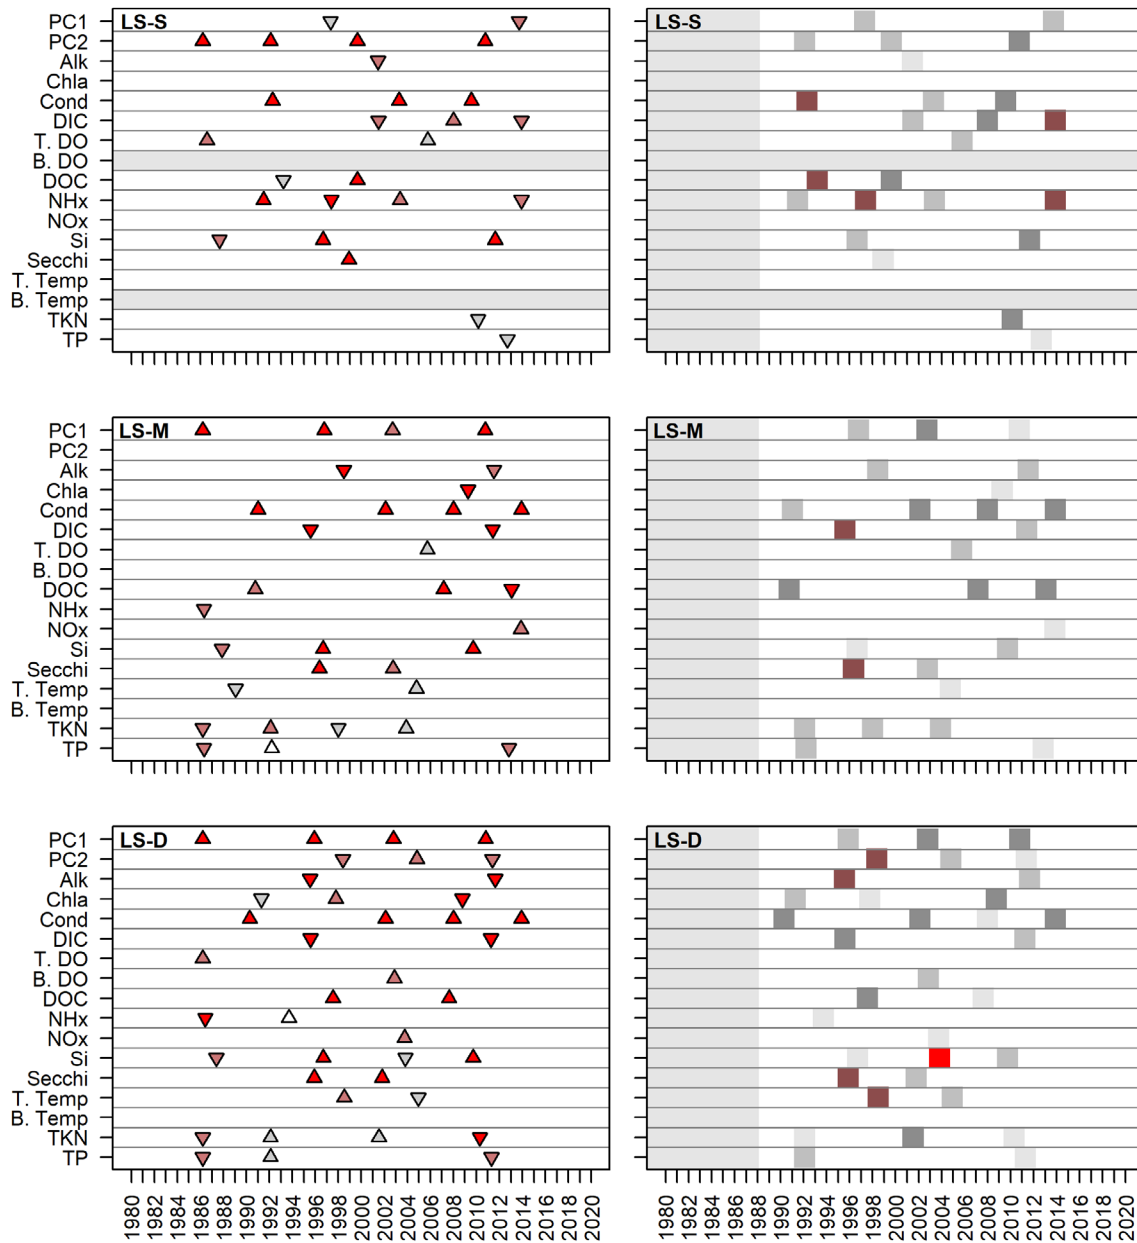 LS-S
LS-S
PC1
PC2
Alk
Chla
Cond
DIC
T. DO
B. DO
DOC
NHx
NOx
Si
Secchi
T. Temp
B. Temp
TKN
TP
LS-M
LS-M
PC1
PC2
Alk
Chla
Cond
DIC
T. DO
B. DO
DOC
NHx
NOx
Si
Secchi
T. Temp
B. Temp
TKN
TP
LS-D
LS-D
PC1
PC2
Alk
Chla
Cond
DIC
T. DO
B. DO
DOC
NHx
NOx
Si
Secchi
T. Temp
B. Temp
TKN
TP
1980 1982 1984 1986 1988 1990 1992 1994 1996 1998 2000 2002 2004 2006 2008 2010 2012 2014 2016 2018 2020
1980 1982 1984 1986 1988 1990 1992 1994 1996 1998 2000 2002 2004 2006 2008 2010 2012 2014 2016 2018 2020